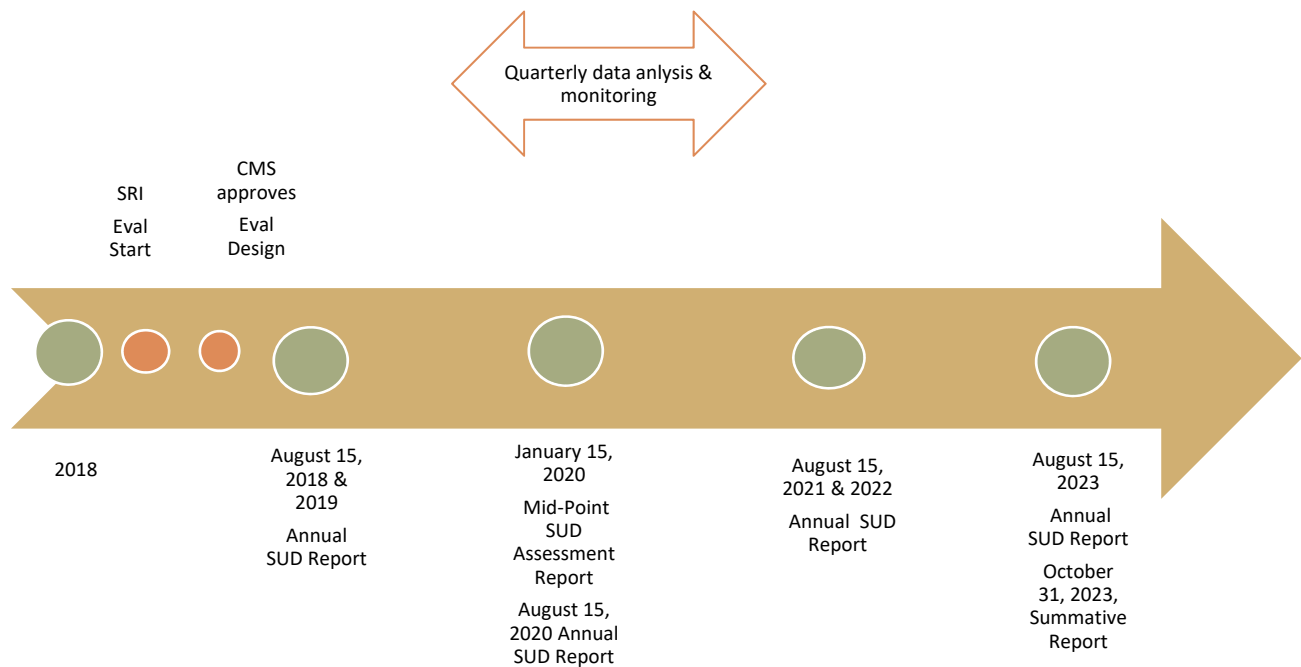 Quarterly data anlysis &
monitoring
SRI
Eval
Start
CMS
approves
Eval
Design
2018
August 15,
2018 &
2019
Annual
SUD Report
January 15,
2020
Mid-Point
SUD
Assessment
Report
August 15,
2020 Annual
SUD Report
August 15,
2021 & 2022
Annual SUD
Report
August 15,
2023
Annual
SUD Report
October
31, 2023,
Summative
Report